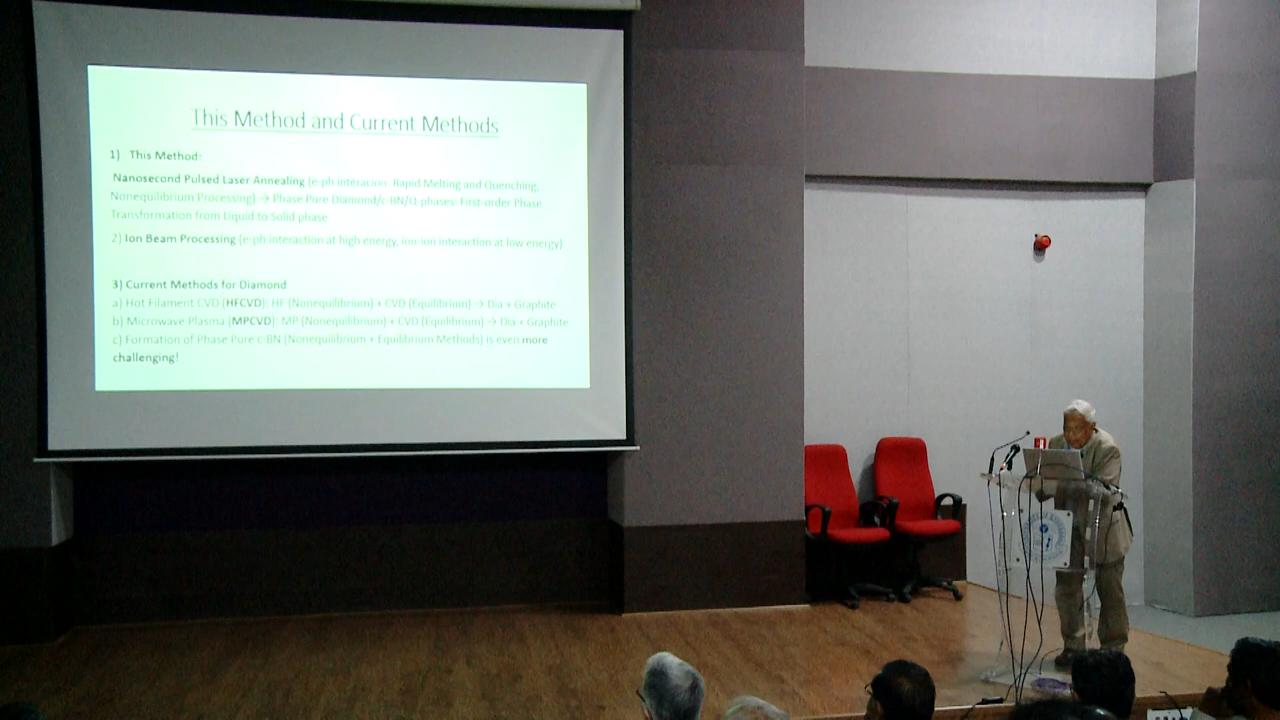 This Method and Current Methods
1) This Method:
Nanosecond Pulsed Laser Annealing (e-ph interacion: Rapid Melting and Quenching,
Nonequilibrium Processing) → Phase Pure Diamond/c-BN/Q-phases: First-order Phase
Transformation from Liquid to Solid phase.
2) Ion Beam Processing (e-ph interaction at high energy, ion-ion interaction at low energy)
3) Current Methods for Diamond
a) Hot Filament CVD (HFCVD): HF (Nonequilibrium) + CVD (Equilibrium) → Dia + Graphite
b) Microwave Plasma (MPCVD): MP (Nonequilibrium) + CVD (Equilibrium) → Dia + Graphite
c) Formation of Phase Pure c-BN (Nonequilibrium + Equilibrium Methods) is even more
challenging!